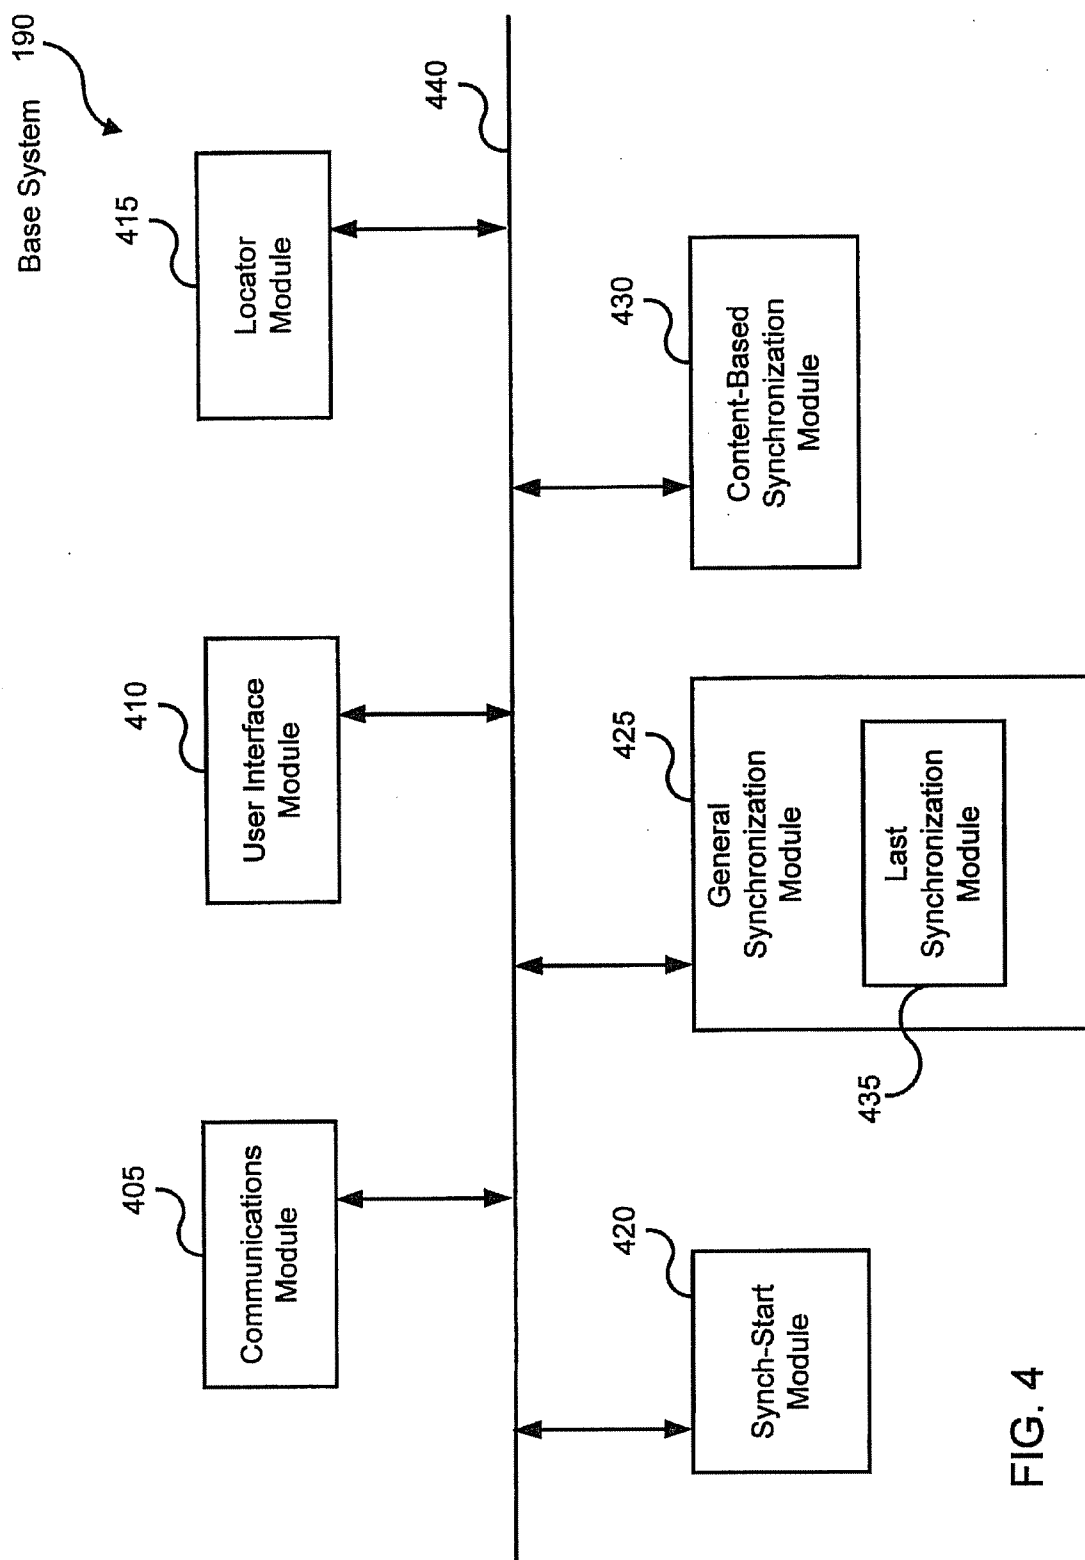 Base System 190
405
Communications
Module
410
User Interface
Module
415
Locator
Module
440
420
Synch-Start
Module
425
General
Synchronization
Module
Last
Synchronization
Module
435
430
Content-Based
Synchronization
Module
FIG. 4